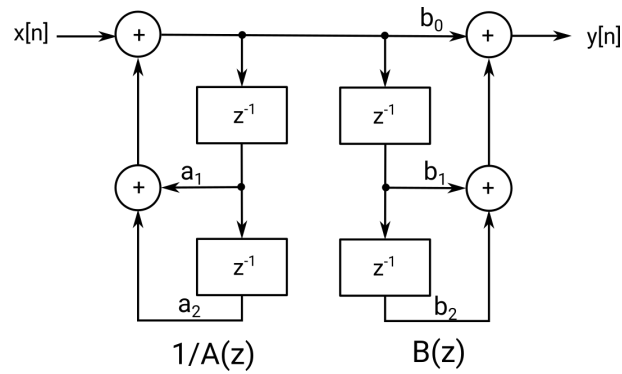 x[n] + b₀ + y[n]
z⁻¹ z⁻¹
+ a₁ b₁ +
z⁻¹ z⁻¹
a₂ b₂
1/A(z) B(z)